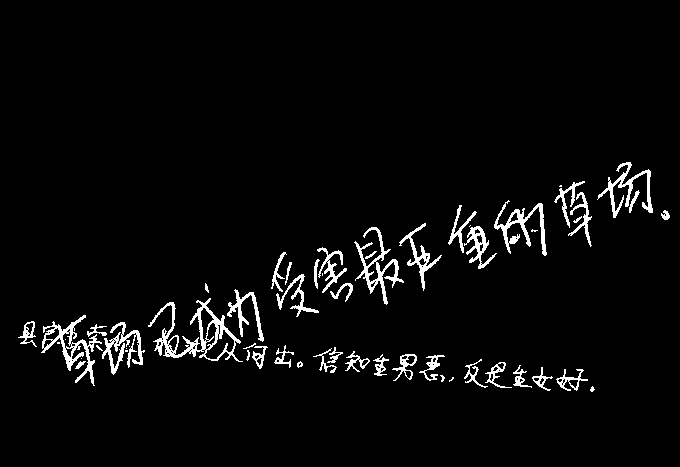 草场已成为受害最严重的草场。
县官急索租税从何出。信知生男恶,反是生女好.